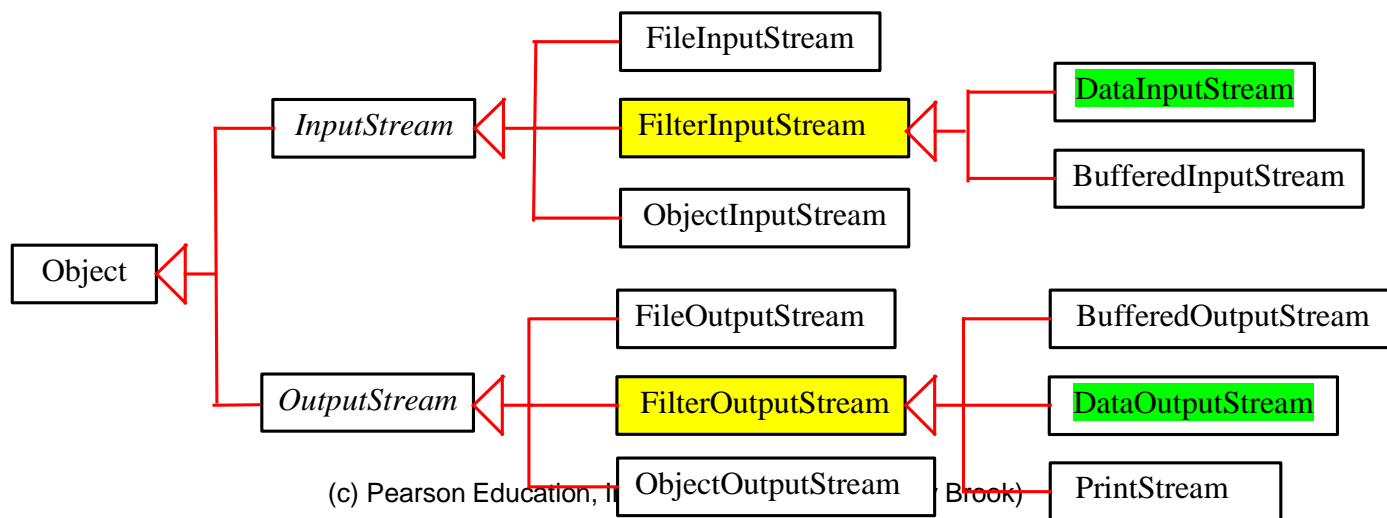 FileInputStream
DataInputStream
InputStream
FilterInputStream
BufferedInputStream
ObjectInputStream
Object
FileOutputStream
BufferedOutputStream
OutputStream
FilterOutputStream
DataOutputStream
ObjectOutputStream
PrintStream
(c) Pearson Education, Brook)